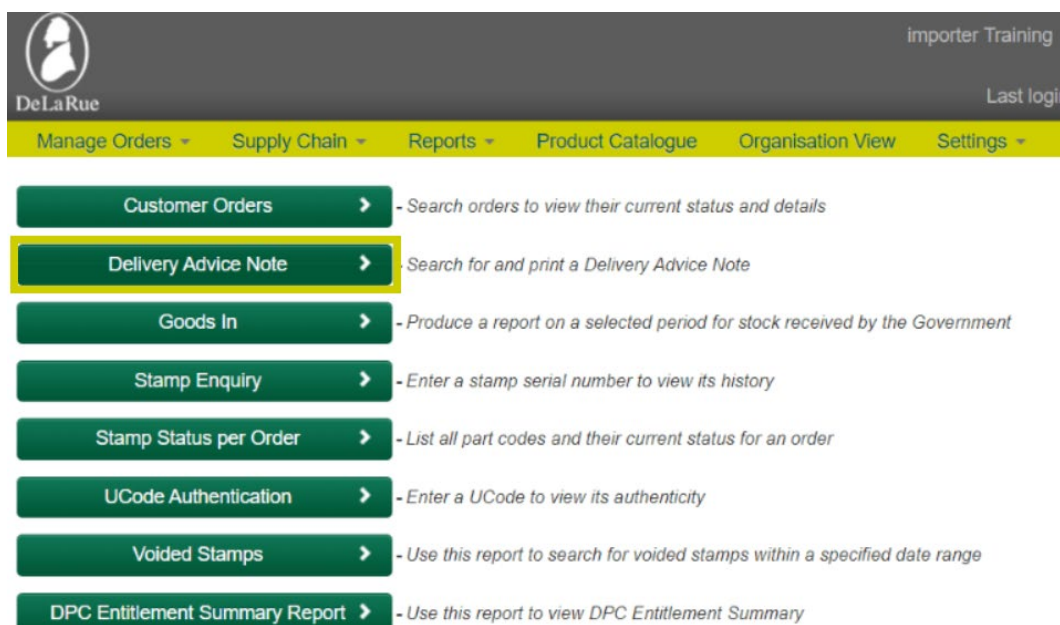 importer Training
DeLaRue
Last logi
Manage Orders Supply Chain Reports Product Catalogue Organisation View Settings
Customer Orders - Search orders to view their current status and details
Delivery Advice Note - Search for and print a Delivery Advice Note
Goods In - Produce a report on a selected period for stock received by the Government
Stamp Enquiry - Enter a stamp serial number to view its history
Stamp Status per Order - List all part codes and their current status for an order
UCode Authentication - Enter a UCode to view its authenticity
Voided Stamps - Use this report to search for voided stamps within a specified date range
DPC Entitlement Summary Report - Use this report to view DPC Entitlement Summary